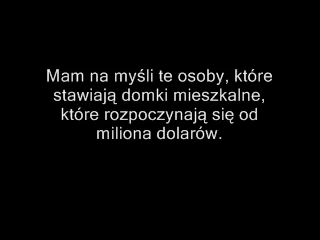 Mam na myśli te osoby, które
stawiają domki mieszkalne,
które rozpoczynają się od
miliona dolarów.